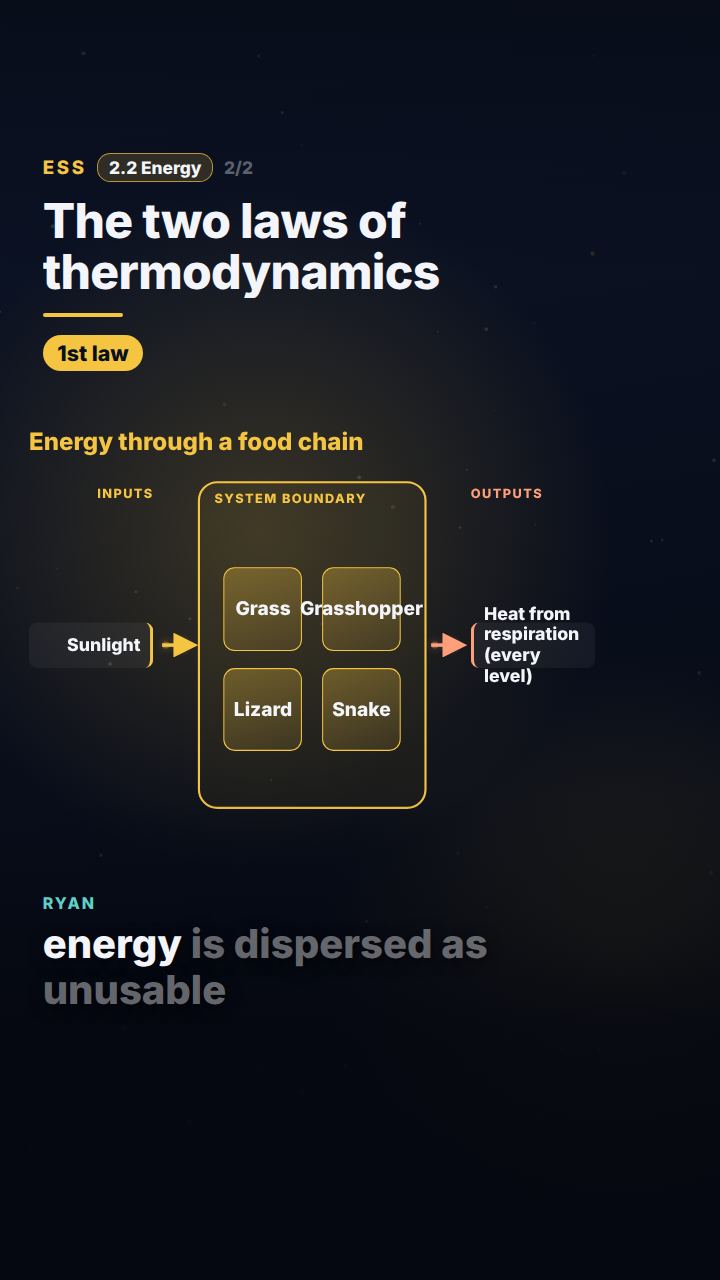 ESS 2.2 Energy 2/2
The two laws of
thermodynamics
1st law
Energy through a food chain
INPUTS
SYSTEM BOUNDARY
OUTPUTS
Sunlight
Grass
Grasshopper
Lizard
Snake
Heat from
respiration
(every
level)
RYAN
energy is dispersed as
unusable